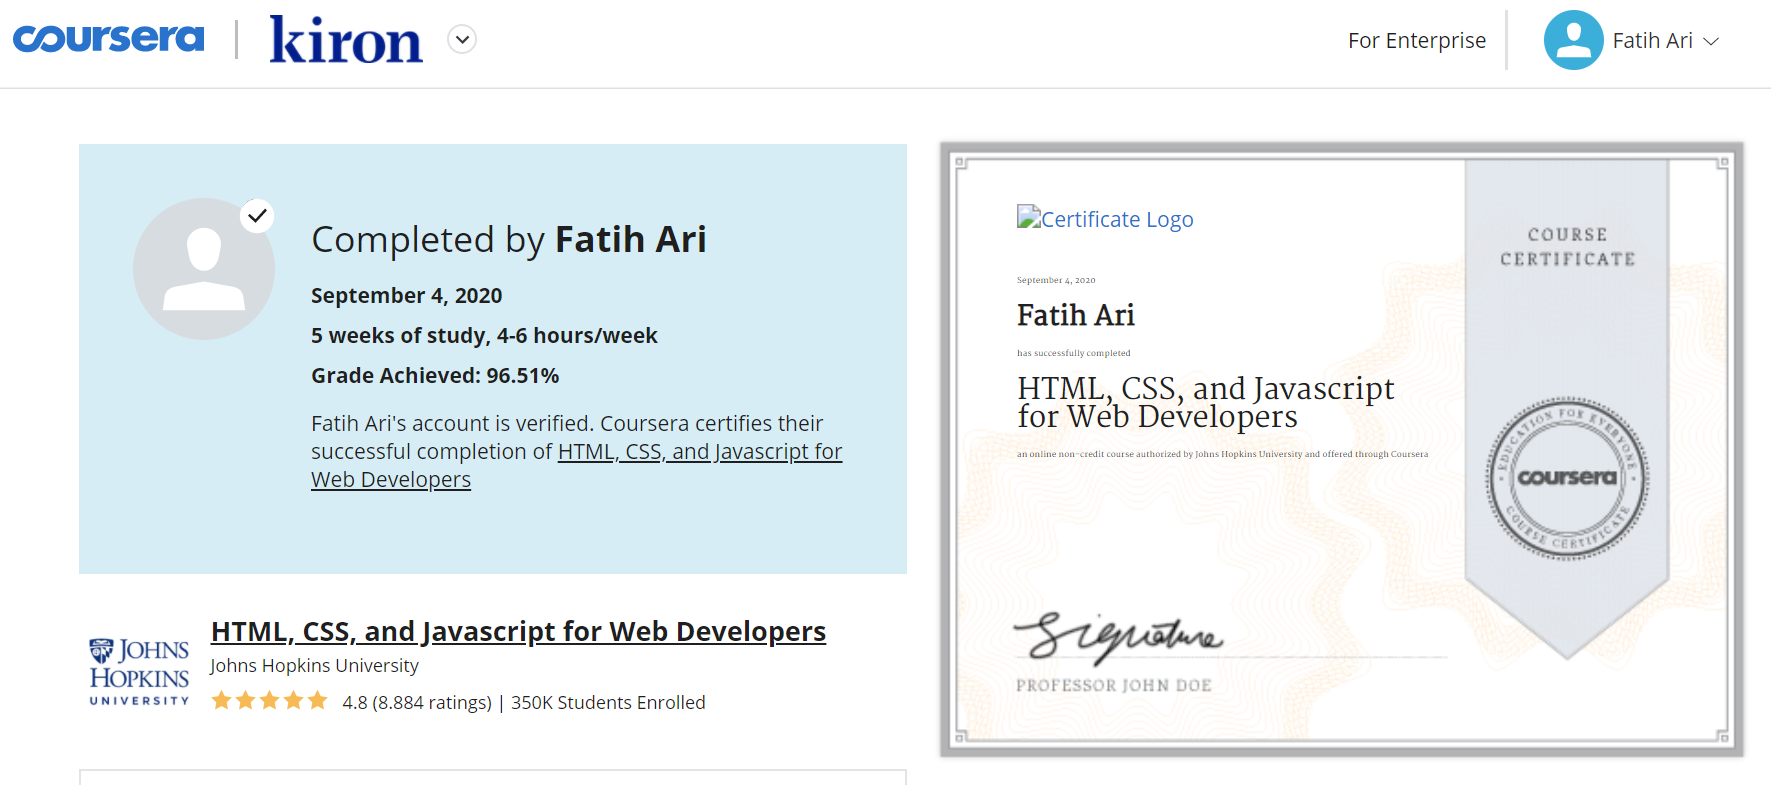 coursera
kiron
For Enterprise
Fatih Ari
Completed by Fatih Ari
September 4, 2020
5 weeks of study, 4-6 hours/week
Grade Achieved: 96.51%
Fatih Ari's account is verified. Coursera certifies their
successful completion of HTML, CSS, and Javascript for
Web Developers
JOHNS
HOPKINS
UNIVERSITY
HTML, CSS, and Javascript for Web Developers
Johns Hopkins University
4.8 (8.884 ratings) | 350K Students Enrolled
Certificate Logo
September 4, 2020
Fatih Ari
has successfully completed
HTML, CSS, and Javascript
for Web Developers
an online non-credit course authorized by Johns Hopkins University and offered through Coursera
Signature
PROFESSOR JOHN DOE
COURSE
CERTIFICATE
EDUCATION FOR EVERYONE
coursera
COURSE CERTIFICATE